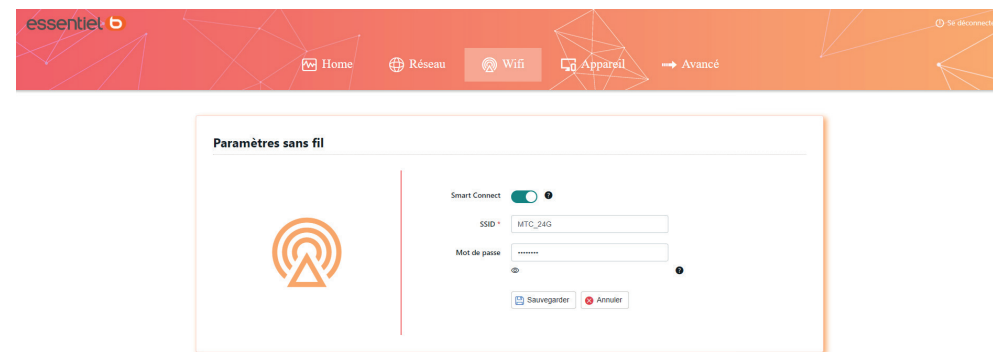 essentiel b
Se déconnecte
Home Réseau Wifi Appareil Avancé
Paramètres sans fil
Smart Connect
SSID * MTC_24G
Mot de passe ••••••••
Sauvegarder Annuler